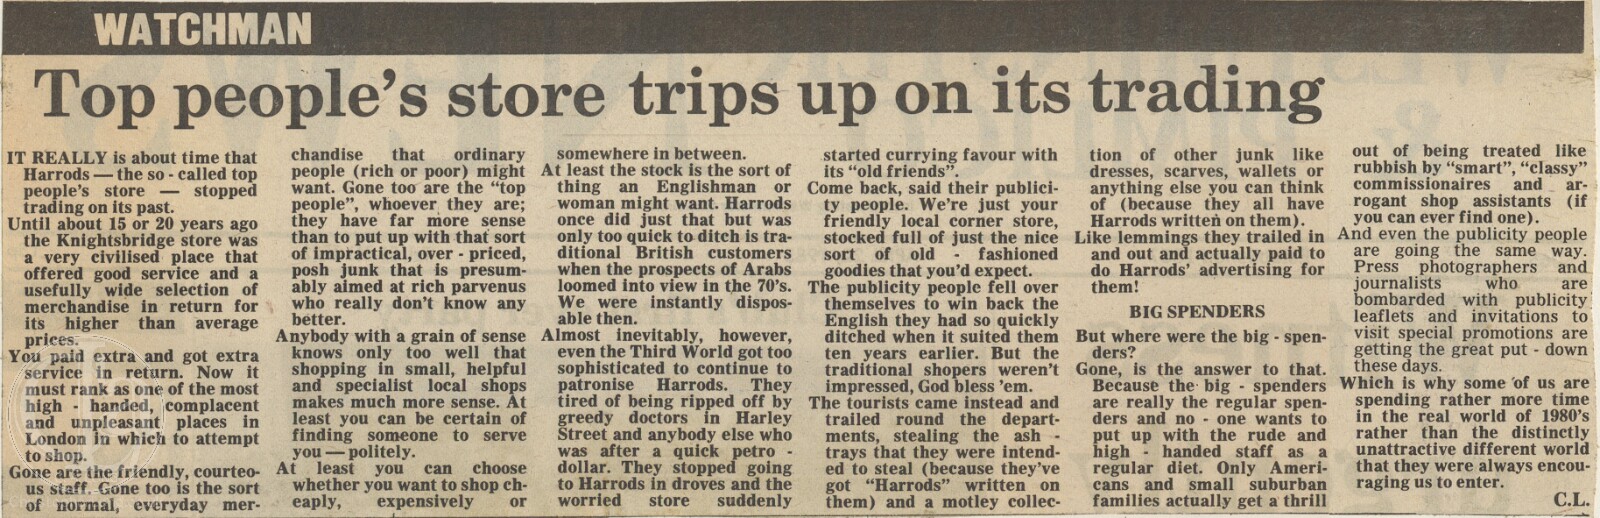 WATCHMAN
Top people's store trips up on its trading
IT REALLY is about time that
Harrods — the so - called top
people's store — stopped
trading on its past.
Until about 15 or 20 years ago
the Knightsbridge store was
a very civilised place that
offered good service and a
usefully wide selection of
merchandise in return for
its higher than average
prices.
You paid extra and got extra
service in return. Now it
must rank as one of the most
high - handed, complacent
and unpleasant places in
London in which to attempt
to shop.
Gone are the friendly, courteo-
us staff. Gone too is the sort
of normal, everyday mer-
chandise that ordinary
people (rich or poor) might
want. Gone too are the "top
people", whoever they are;
they have far more sense
than to put up with that sort
of impractical, over - priced,
posh junk that is presum-
ably aimed at rich parvenus
who really don't know any
better.
Anybody with a grain of sense
knows only too well that
shopping in small, helpful
and specialist local shops
makes much more sense. At
least you can be certain of
finding someone to serve
you — politely.
At least you can choose
whether you want to shop ch-
eaply, expensively or
somewhere in between.
At least the stock is the sort of
thing an Englishman or
woman might want. Harrods
once did just that but was
only too quick to ditch is tra-
ditional British customers
when the prospects of Arabs
loomed into view in the 70's.
We were instantly dispos-
able then.
Almost inevitably, however,
even the Third World got too
sophisticated to continue to
patronise Harrods. They
tired of being ripped off by
greedy doctors in Harley
Street and anybody else who
was after a quick petro -
dollar. They stopped going
to Harrods in droves and the
worried store suddenly
started currying favour with
its "old friends".
Come back, said their publici-
ty people. We're just your
friendly local corner store,
stocked full of just the nice
sort of old - fashioned
goodies that you'd expect.
The publicity people fell over
themselves to win back the
English they had so quickly
ditched when it suited them
ten years earlier. But the
traditional shopers weren't
impressed, God bless 'em.
The tourists came instead and
trailed round the depart-
ments, stealing the ash -
trays that they were intend-
ed to steal (because they've
got "Harrods" written on
them) and a motley collec-
tion of other junk like
dresses, scarves, wallets or
anything else you can think
of (because they all have
Harrods written on them).
Like lemmings they trailed in
and out and actually paid to
do Harrods' advertising for
them!
BIG SPENDERS
But where were the big - spen-
ders?
Gone, is the answer to that.
Because the big - spenders
are really the regular spen-
ders and no - one wants to
put up with the rude and
high - handed staff as a
regular diet. Only Ameri-
cans and small suburban
families actually get a thrill
out of being treated like
rubbish by "smart", "classy"
commissionaires and ar-
rogant shop assistants (if
you can ever find one).
And even the publicity people
are going the same way.
Press photographers and
journalists who are
bombarded with publicity
leaflets and invitations to
visit special promotions are
getting the great put - down
these days.
Which is why some of us are
spending rather more time
in the real world of 1980's
rather than the distinctly
unattractive different world
that they were always encou-
raging us to enter.
C.L.